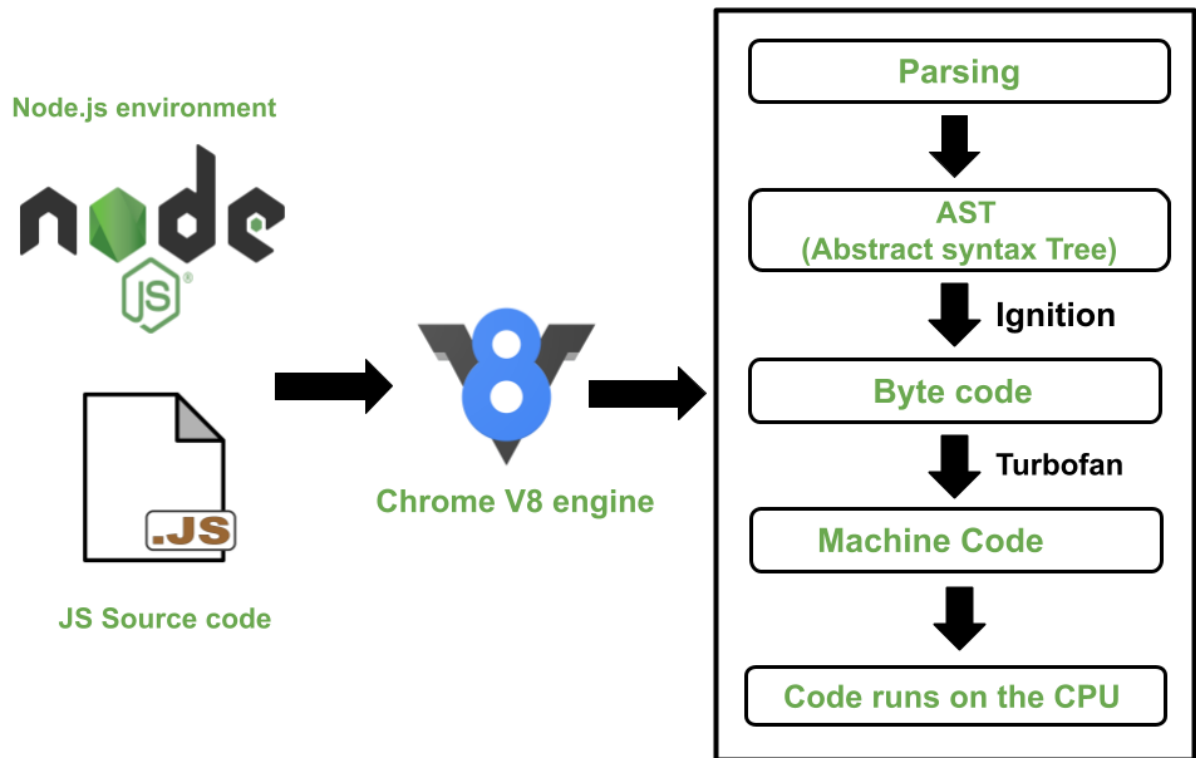 Node.js environment
node
JS ®
.JS
JS Source code
8
Chrome V8 engine
Parsing
AST
(Abstract syntax Tree)
Ignition
Byte code
Turbofan
Machine Code
Code runs on the CPU